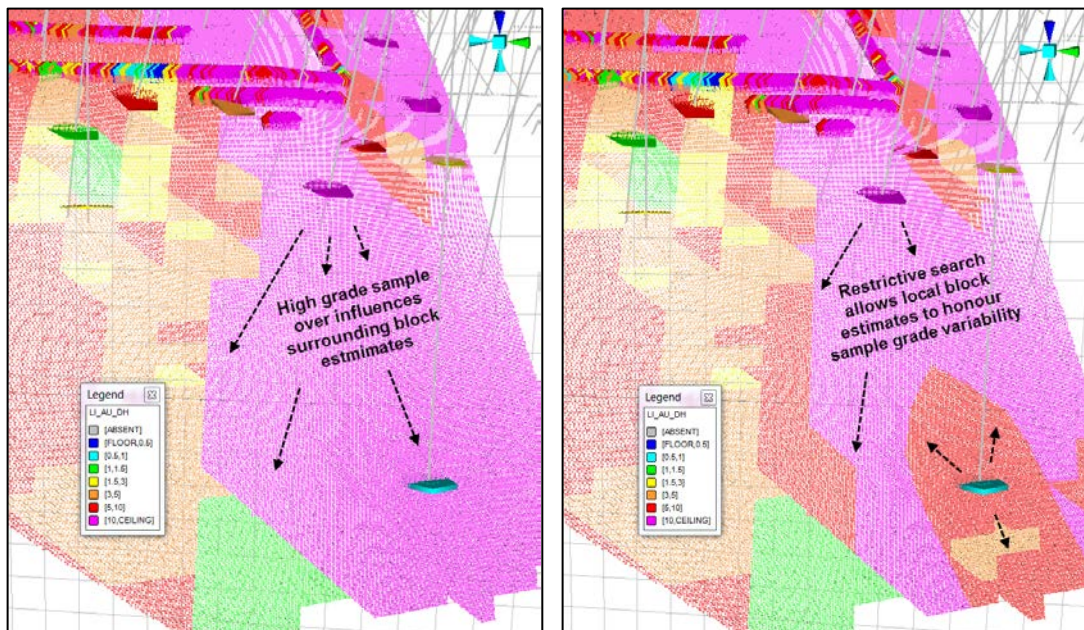 High grade sample
over influences
surrounding block
estmimates
Legend
LI_AU_DH
[ABSENT]
[FLOOR,0.5]
[0.5,1]
[1,1.5]
[1.5,3]
[3,5]
[5,10]
[10,CEILING]
Restrictive search
allows local block
estimates to honour
sample grade variability
Legend
LI_AU_DH
[ABSENT]
[FLOOR,0.5]
[0.5,1]
[1,1.5]
[1.5,3]
[3,5]
[5,10]
[10,CEILING]